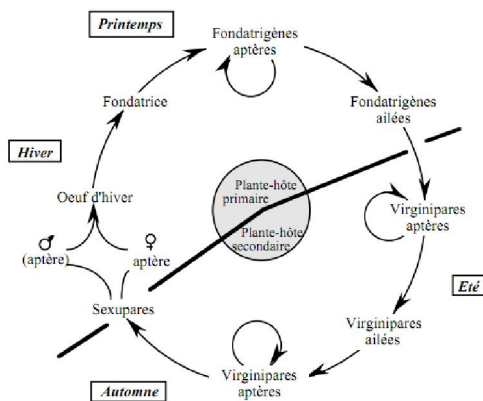 Printemps
Fondatrigènes
aptères
Fondatrice
Fondatrigènes
ailées
Hiver
Plante-hôte
primaire
Oeuf d'hiver
Virginipares
aptères
Plante-hôte
secondaire
♂
(aptère)
♀
aptère
Eté
Sexupares
Virginipares
ailées
Automne
Virginipares
aptères